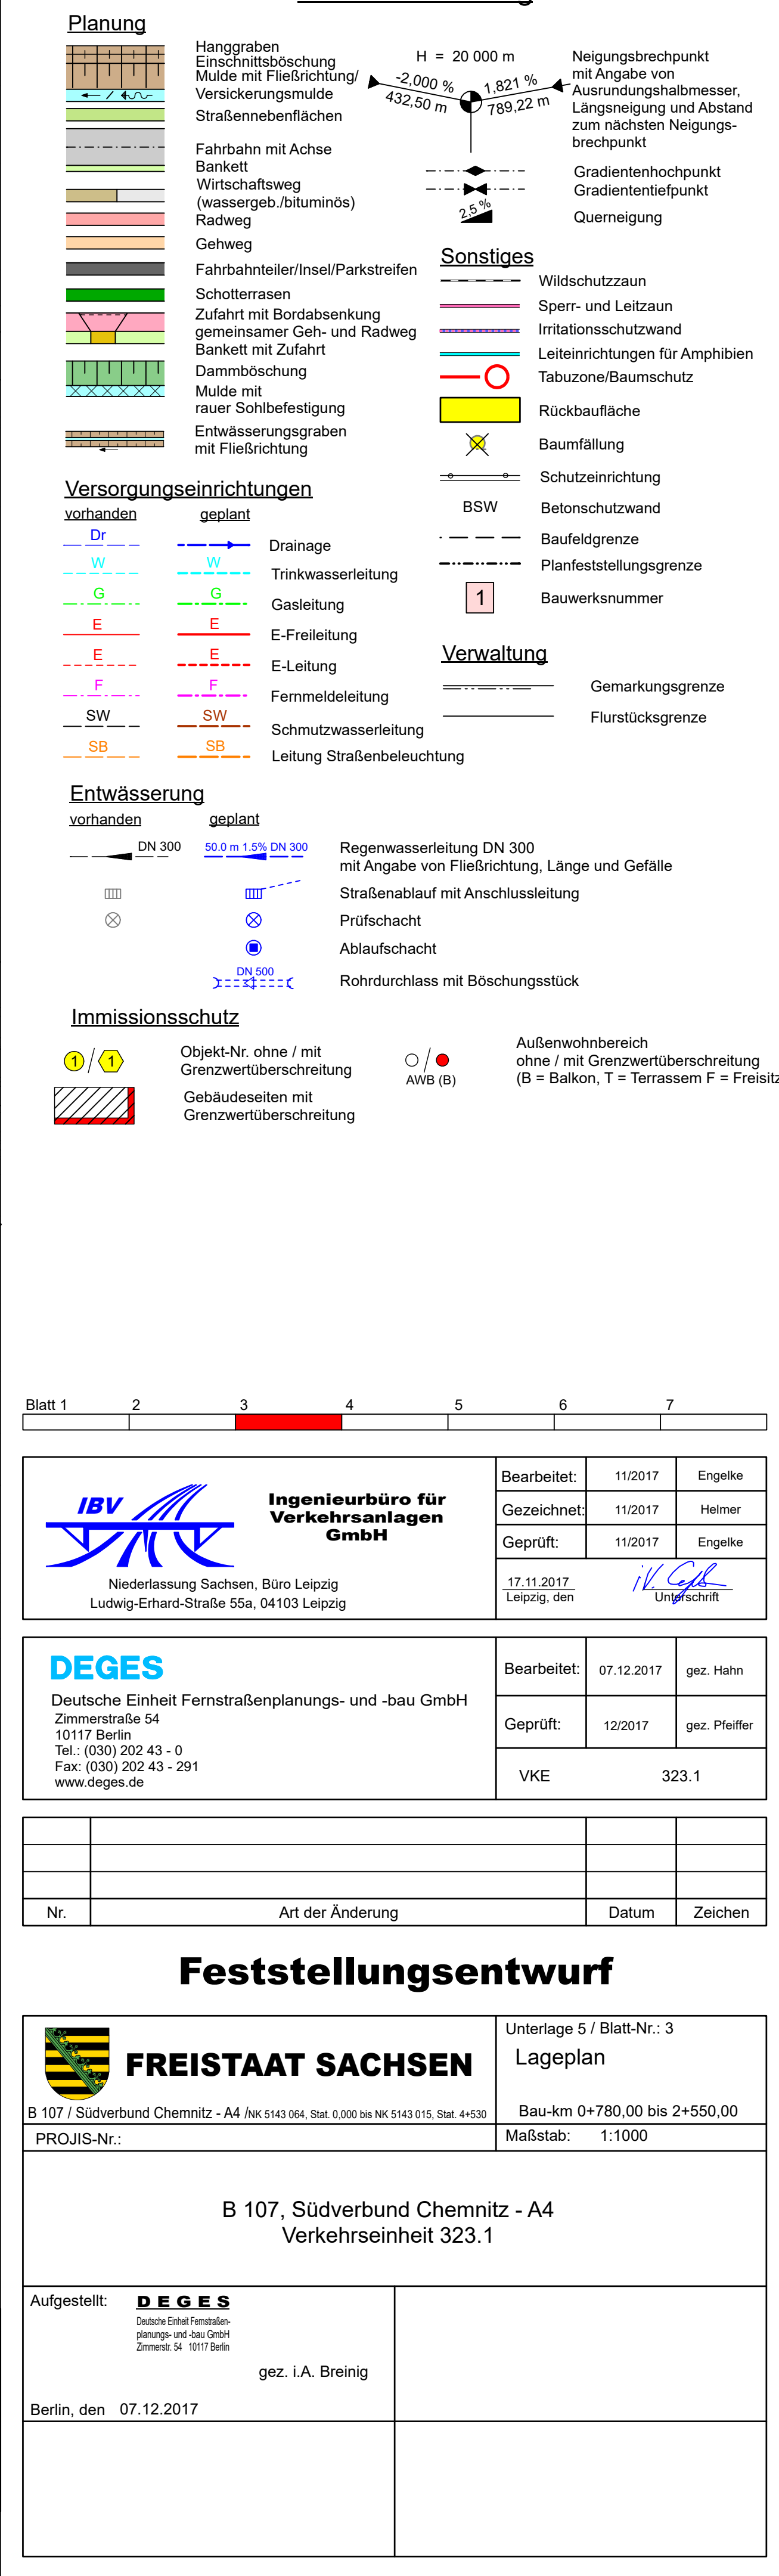 Planung
Hanggraben
Einschnittsböschung
Mulde mit Fließrichtung/
Versickerungsmulde
Straßennebenflächen
Fahrbahn mit Achse
Bankett
Wirtschaftsweg
(wassergeb./bituminös)
Radweg
Gehweg
Fahrbahnteiler/Insel/Parkstreifen
Schotterrasen
Zufahrt mit Bordabsenkung
gemeinsamer Geh- und Radweg
Bankett mit Zufahrt
Dammböschung
Mulde mit
rauer Sohlbefestigung
Entwässerungsgraben
mit Fließrichtung
H = 20 000 m
-2,000 % 1,821 %
432,50 m 789,22 m
Neigungsbrechpunkt
mit Angabe von
Ausrundungshalbmesser,
Längsneigung und Abstand
zum nächsten Neigungs-
brechpunkt
Gradientenhochpunkt
Gradiententiefpunkt
2,5 % Querneigung
Sonstiges
Wildschutzzaun
Sperr- und Leitzaun
Irritationsschutzwand
Leiteinrichtungen für Amphibien
Tabuzone/Baumschutz
Rückbaufläche
Baumfällung
Schutzeinrichtung
BSW Betonschutzwand
Baufeldgrenze
Planfeststellungsgrenze
1 Bauwerksnummer
Versorgungseinrichtungen
vorhanden geplant
Dr Drainage
W W Trinkwasserleitung
G G Gasleitung
E E E-Freileitung
E E E-Leitung
F F Fernmeldeleitung
SW SW Schmutzwasserleitung
SB SB Leitung Straßenbeleuchtung
Verwaltung
Gemarkungsgrenze
Flurstücksgrenze
Entwässerung
vorhanden geplant
DN 300 50.0 m 1.5% DN 300 Regenwasserleitung DN 300
mit Angabe von Fließrichtung, Länge und Gefälle
Straßenablauf mit Anschlussleitung
Prüfschacht
Ablaufschacht
DN 500 Rohrdurchlass mit Böschungsstück
Immissionsschutz
1 / 1 Objekt-Nr. ohne / mit
Grenzwertüberschreitung
Gebäudeseiten mit
Grenzwertüberschreitung
/
AWB (B)
Außenwohnbereich
ohne / mit Grenzwertüberschreitung
(B = Balkon, T = Terrassem F = Freisitz
Blatt 1 2 3 4 5 6 7
IBV
Ingenieurbüro für
Verkehrsanlagen
GmbH
Niederlassung Sachsen, Büro Leipzig
Ludwig-Erhard-Straße 55a, 04103 Leipzig
Bearbeitet: 11/2017 Engelke
Gezeichnet: 11/2017 Helmer
Geprüft: 11/2017 Engelke
17.11.2017
Leipzig, den Unterschrift
DEGES
Deutsche Einheit Fernstraßenplanungs- und -bau GmbH
Zimmerstraße 54
10117 Berlin
Tel.: (030) 202 43 - 0
Fax: (030) 202 43 - 291
www.deges.de
Bearbeitet: 07.12.2017 gez. Hahn
Geprüft: 12/2017 gez. Pfeiffer
VKE 323.1
Nr. Art der Änderung Datum Zeichen
Feststellungsentwurf
FREISTAAT SACHSEN
B 107 / Südverbund Chemnitz - A4 /NK 5143 064, Stat. 0,000 bis NK 5143 015, Stat. 4+530
PROJIS-Nr.:
Unterlage 5 / Blatt-Nr.: 3
Lageplan
Bau-km 0+780,00 bis 2+550,00
Maßstab: 1:1000
B 107, Südverbund Chemnitz - A4
Verkehrseinheit 323.1
Aufgestellt:
DEGES
Deutsche Einheit Fernstraßen-
planungs- und -bau GmbH
Zimmerstr. 54 10117 Berlin
gez. i.A. Breinig
Berlin, den 07.12.2017